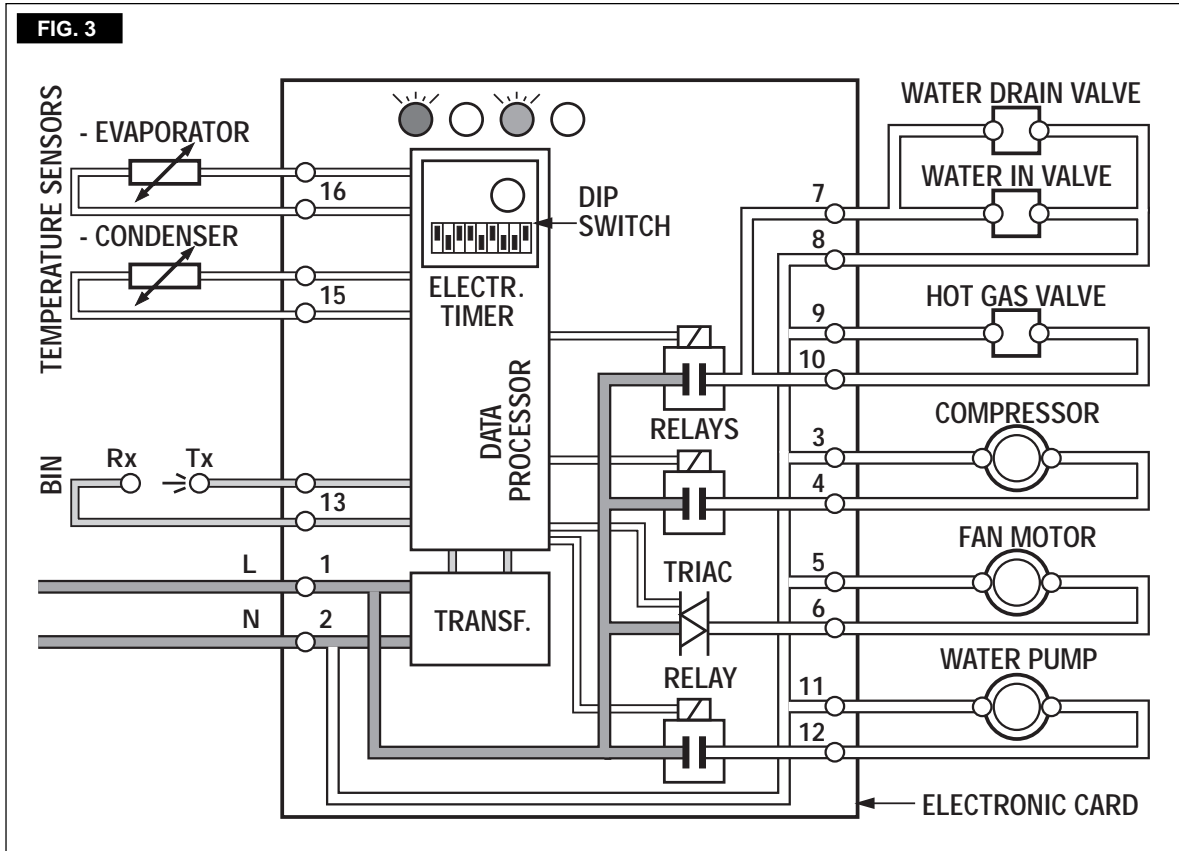 FIG. 3
TEMPERATURE SENSORS
- EVAPORATOR
16
- CONDENSER
15
BIN
Rx
Tx
13
L
1
N
2
DIP
SWITCH
ELECTR.
TIMER
DATA
PROCESSOR
TRANSF.
RELAYS
TRIAC
RELAY
WATER DRAIN VALVE
WATER IN VALVE
7
8
HOT GAS VALVE
9
10
COMPRESSOR
3
4
FAN MOTOR
5
6
WATER PUMP
11
12
ELECTRONIC CARD